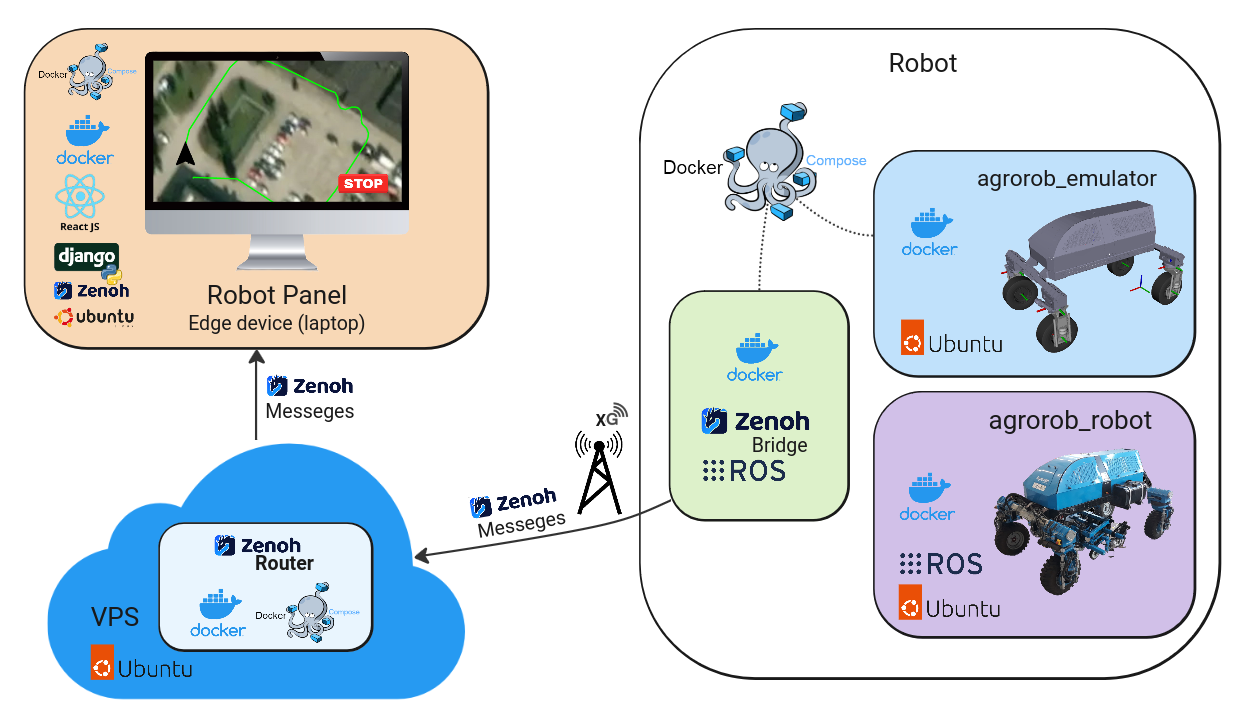 Docker
Compose
docker
React JS
django
Zenoh
ubuntu
STOP
Robot Panel
Edge device (laptop)
Zenoh
Messeges
Zenoh
Router
docker
Docker
Compose
VPS
Ubuntu
XG
Zenoh
Messeges
Robot
Docker
Compose
docker
Zenoh
Bridge
ROS
agrorob_emulator
docker
Ubuntu
agrorob_robot
docker
ROS
Ubuntu